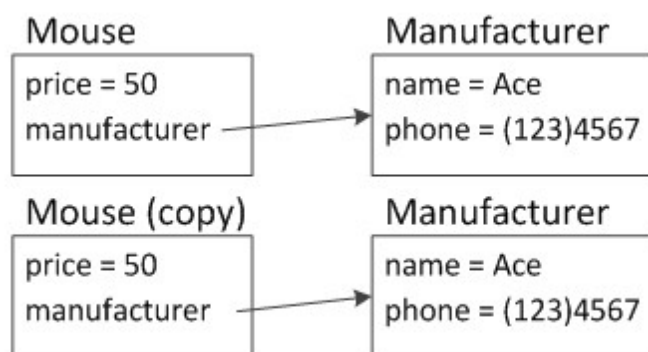 Mouse
price = 50
manufacturer
Manufacturer
name = Ace
phone = (123)4567
Mouse (copy)
price = 50
manufacturer
Manufacturer
name = Ace
phone = (123)4567